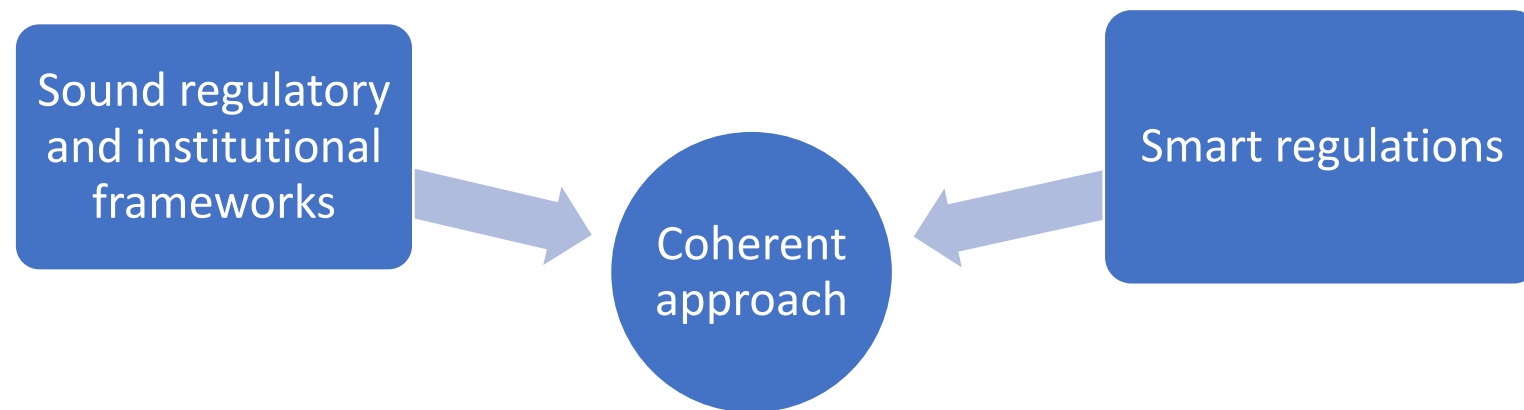 Sound regulatory
and institutional
frameworks
Coherent
approach
Smart regulations